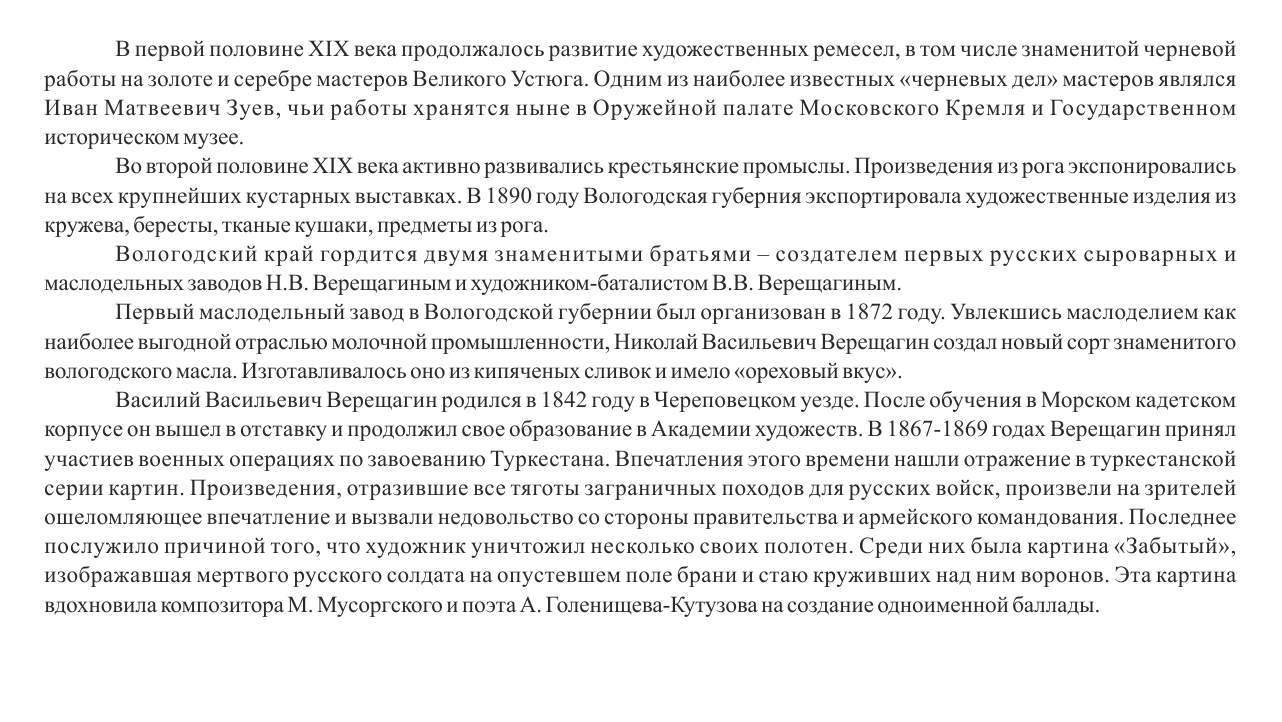 В первой половине XIX века продолжалось развитие художественных ремесел, в том числе знаменитой черневой
работы на золоте и серебре мастеров Великого Устюга. Одним из наиболее известных «черневых дел» мастеров являлся
Иван Матвеевич Зуев, чьи работы хранятся ныне в Оружейной палате Московского Кремля и Государственном
историческом музее.
Во второй половине XIX века активно развивались крестьянские промыслы. Произведения из рога экспонировались
на всех крупнейших кустарных выставках. В 1890 году Вологодская губерния экспортировала художественные изделия из
кружева, бересты, тканые кушаки, предметы из рога.
Вологодский край гордится двумя знаменитыми братьями – создателем первых русских сыроварных и
маслодельных заводов Н.В. Верещагиным и художником-баталистом В.В. Верещагиным.
Первый маслодельный завод в Вологодской губернии был организован в 1872 году. Увлекшись маслоделием как
наиболее выгодной отраслью молочной промышленности, Николай Васильевич Верещагин создал новый сорт знаменитого
вологодского масла. Изготавливалось оно из кипяченых сливок и имело «ореховый вкус».
Василий Васильевич Верещагин родился в 1842 году в Череповецком уезде. После обучения в Морском кадетском
корпусе он вышел в отставку и продолжил свое образование в Академии художеств. В 1867-1869 годах Верещагин принял
участиев военных операциях по завоеванию Туркестана. Впечатления этого времени нашли отражение в туркестанской
серии картин. Произведения, отразившие все тяготы заграничных походов для русских войск, произвели на зрителей
ошеломляющее впечатление и вызвали недовольство со стороны правительства и армейского командования. Последнее
послужило причиной того, что художник уничтожил несколько своих полотен. Среди них была картина «Забытый»,
изображавшая мертвого русского солдата на опустевшем поле брани и стаю круживших над ним воронов. Эта картина
вдохновила композитора М. Мусоргского и поэта А. Голенищева-Кутузова на создание одноименной баллады.